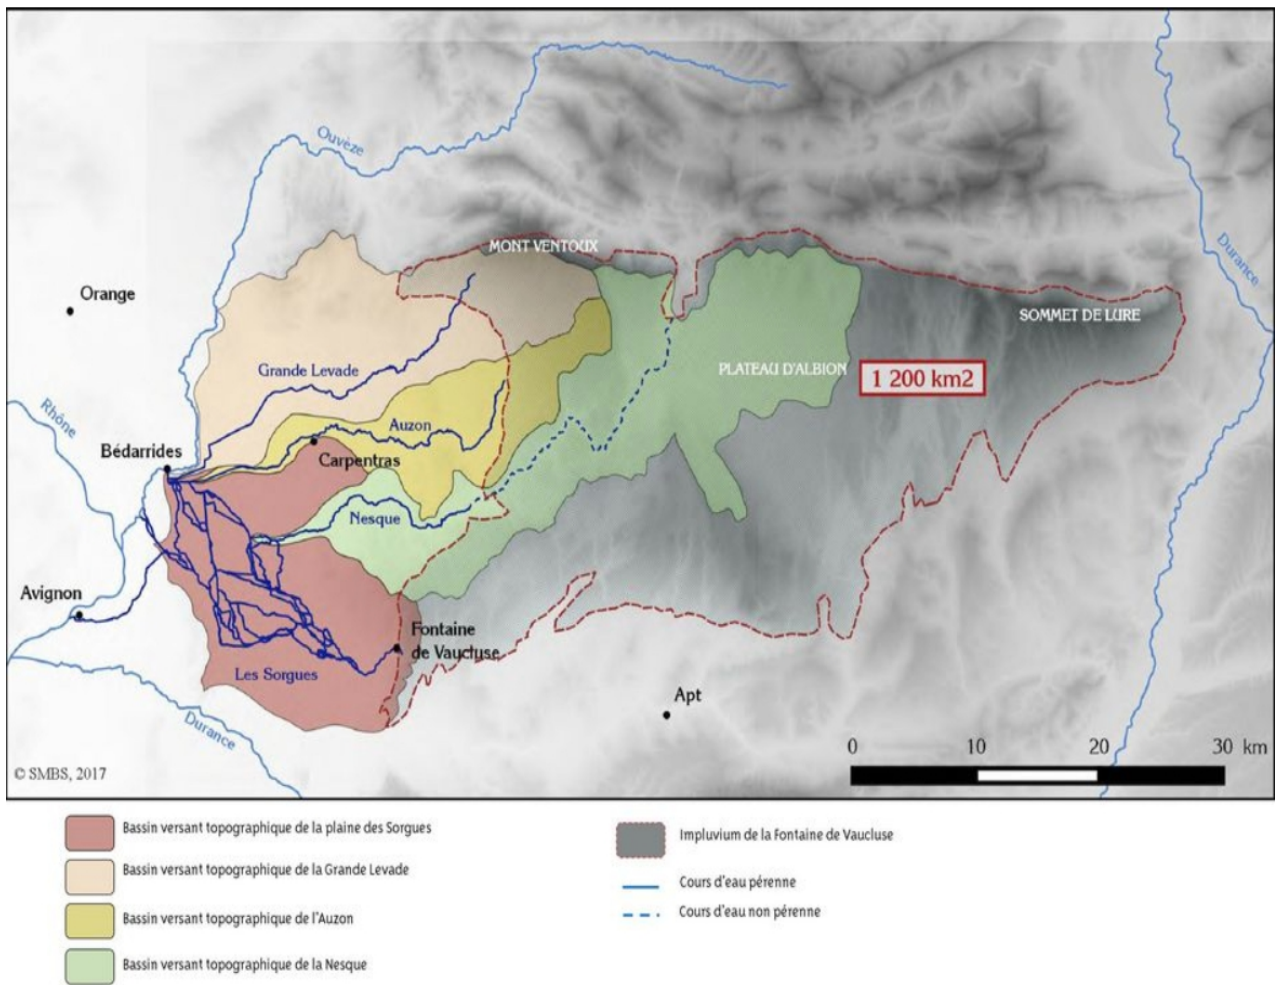 Ouvèze
MONT VENTOUX
Durance
Orange
SOMMET DE LURE
Grande Levade
PLATEAU D'ALBION
1 200 km2
Rhône
Auzon
Bédarrides
Carpentras
Nesque
Avignon
Fontaine
de Vaucluse
Les Sorgues
Apt
Durance
0 10 20 30 km
© SMBS, 2017
Bassin versant topographique de la plaine des Sorgues
Bassin versant topographique de la Grande Levade
Bassin versant topographique de l'Auzon
Bassin versant topographique de la Nesque
Impluvium de la Fontaine de Vaucluse
Cours d'eau pérenne
Cours d'eau non pérenne